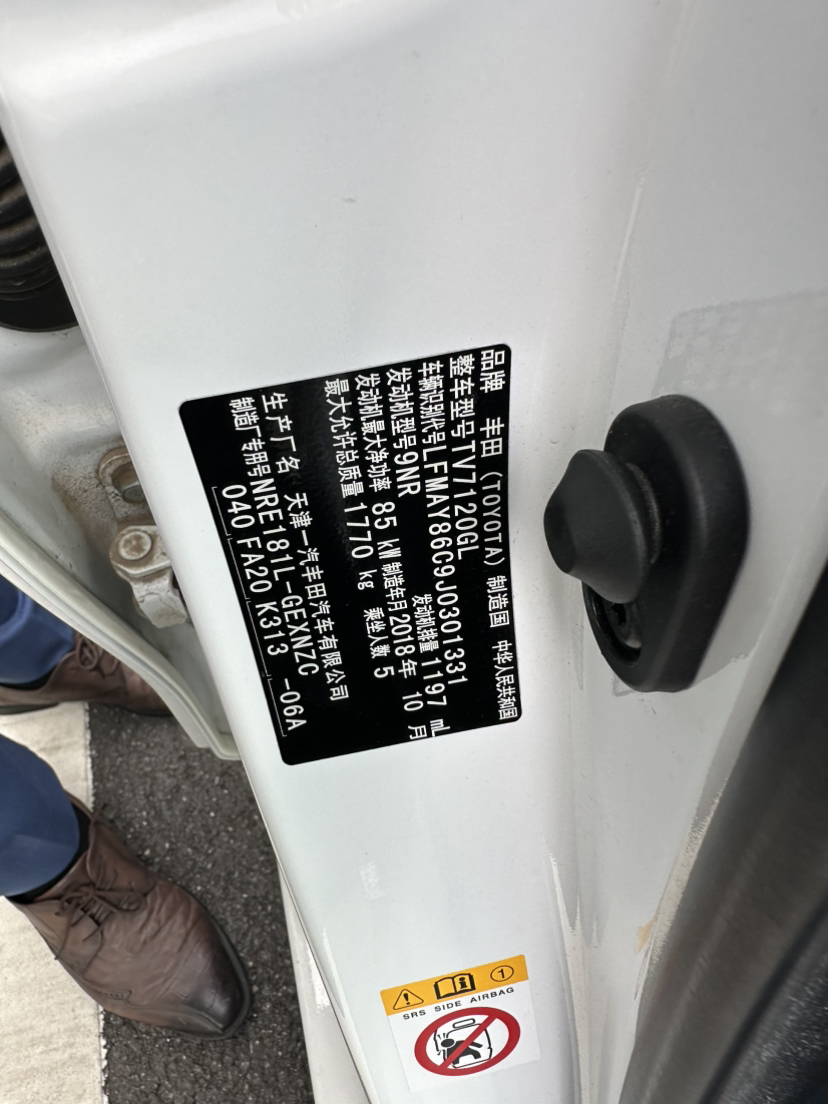 品牌 丰田 (TOYOTA) 制造国 中华人民共和国
整车型号TV7120GL
车辆识别代号LFMAY86C9J0301331
发动机型号9NR 发动机排量1197 mL
发动机最大净功率 85 kW 制造年月2018年 10月
最大允许总质量 1770 kg 乘坐人数 5
生产厂名 天津一汽丰田汽车有限公司
制造厂专用号NRE181L-GEXNZC
040 FA20 K313 -06A
1
SRS SIDE AIRBAG